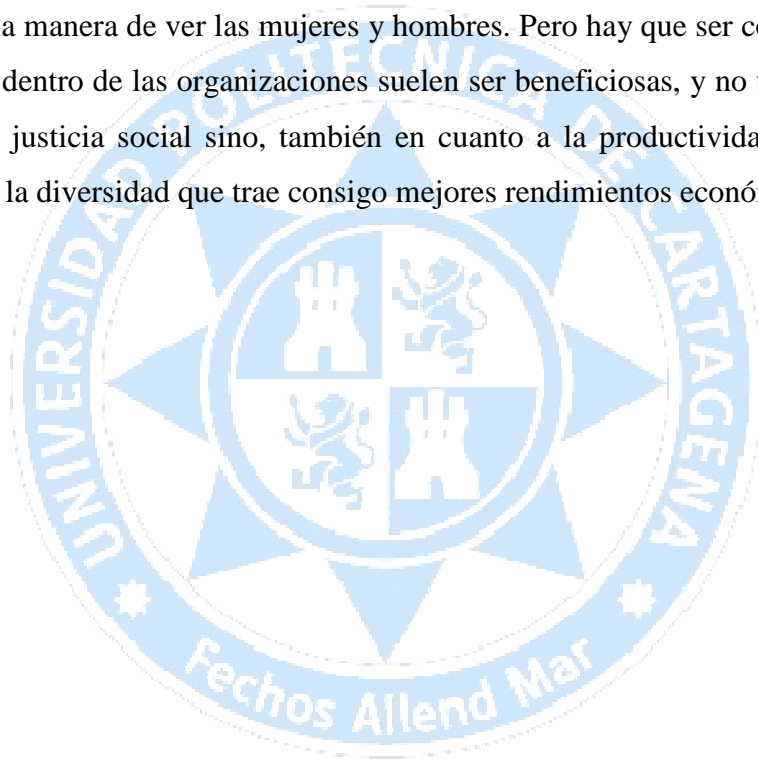 la manera de ver las mujeres y hombres. Pero hay que ser
dentro de las organizaciones suelen ser beneficiosas, y no
justicia social sino, también en cuanto a la
la diversidad que trae consigo mejores rendimientos
UNIVERSIDAD POLITECNICA DE CARTAGENA
Fechos Allend Mar